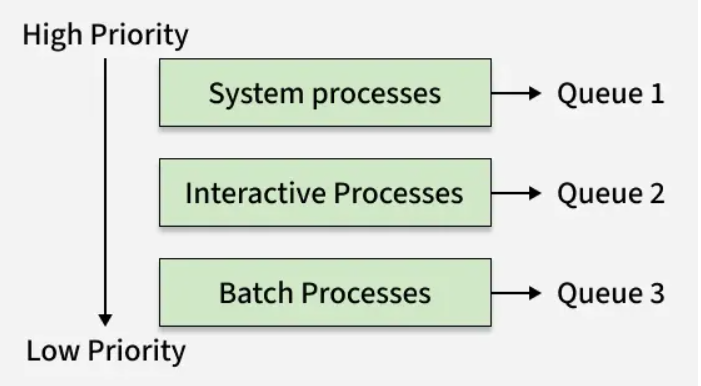 High Priority
System processes
Queue 1
Interactive Processes
Queue 2
Batch Processes
Queue 3
Low Priority